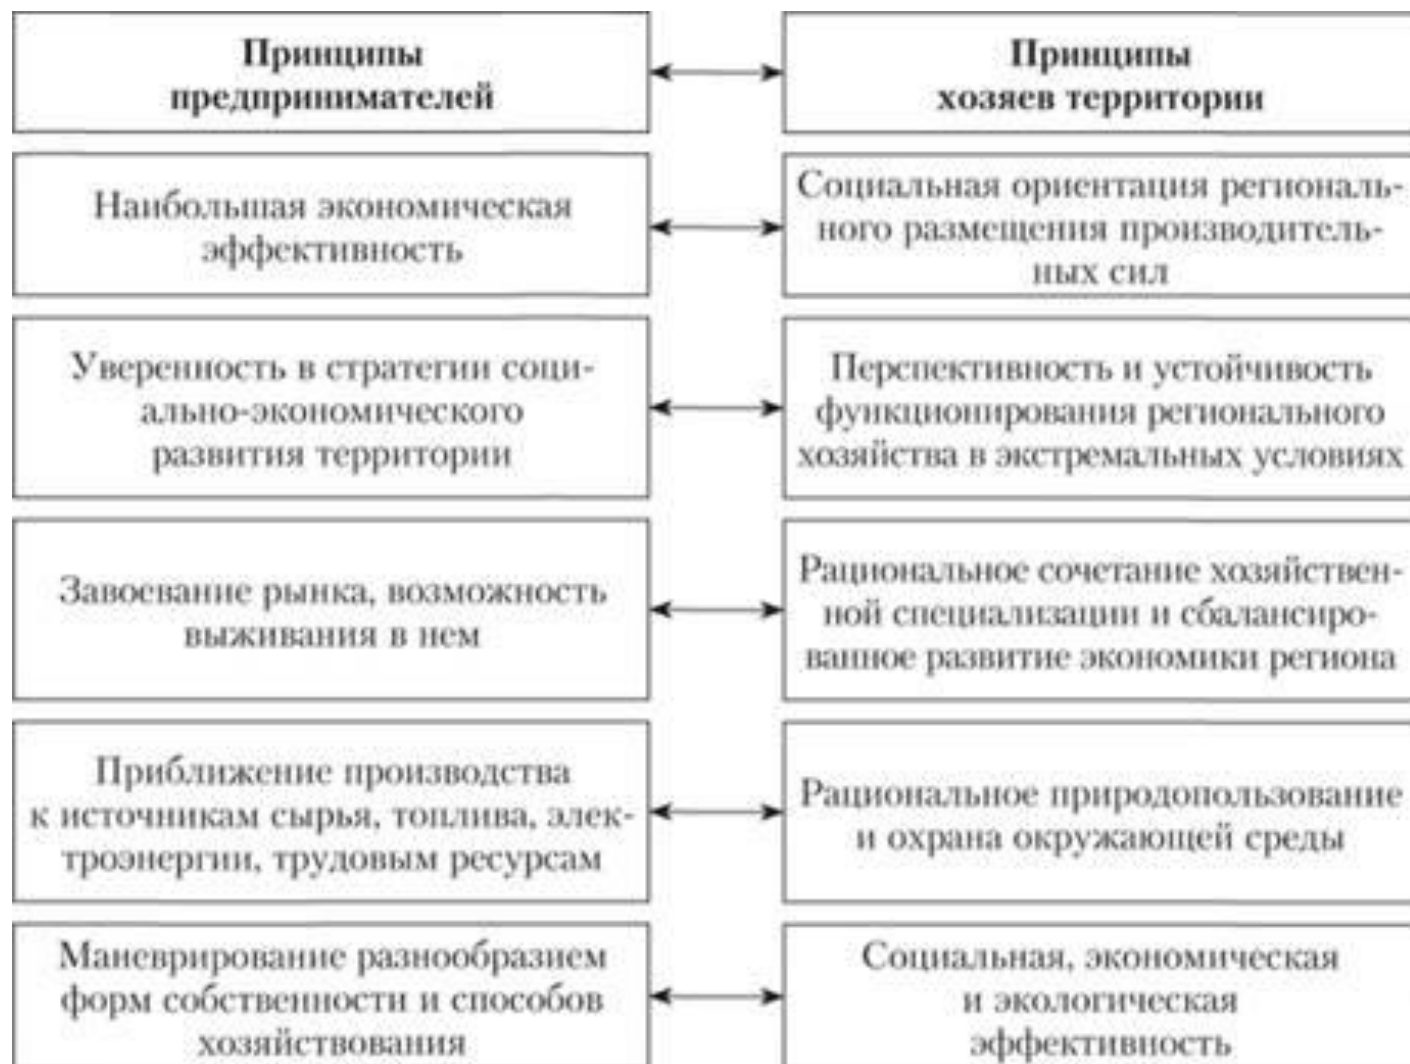 Принципы
предпринимателей
Принципы
хозяев территории
Наибольшая экономическая
эффективность
Социальная ориентация региональ-
ного размещения производитель-
ных сил
Уверенность в стратегии соци-
ально-экономического
развития территории
Перспективность и устойчивость
функционирования регионального
хозяйства в экстремальных условиях
Завоевание рынка, возможность
выживания в нем
Рациональное сочетание хозяйствен-
ной специализации и сбалансиро-
ванное развитие экономики региона
Приближение производства
к источникам сырья, топлива, элек-
троэнергии, трудовым ресурсам
Рациональное природопользование
и охрана окружающей среды
Маневрирование разнообразием
форм собственности и способов
хозяйствования
Социальная, экономическая
и экологическая
эффективность